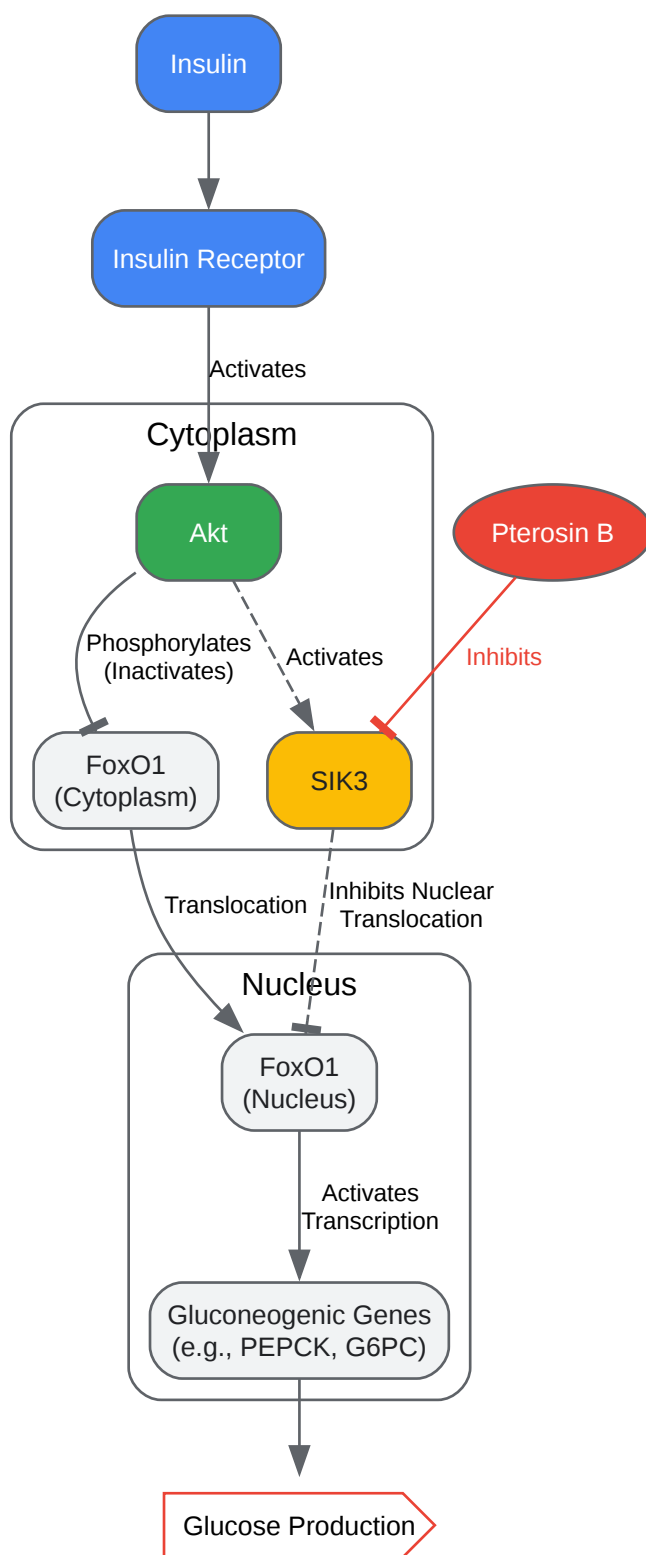 Insulin
Insulin Receptor
Activates
Cytoplasm
Akt
Pterosin B
Phosphorylates
(Inactivates)
Activates
Inhibits
FoxO1
(Cytoplasm)
SIK3
Translocation
Inhibits Nuclear
Translocation
Nucleus
FoxO1
(Nucleus)
Activates
Transcription
Gluconeogenic Genes
(e.g., PEPCK, G6PC)
Glucose Production